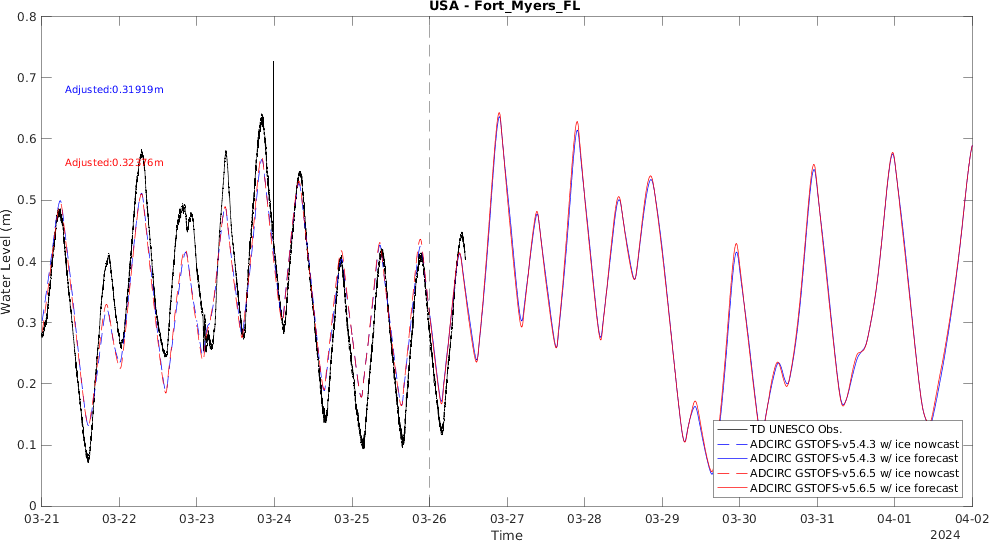 USA - Fort_Myers_FL
0.8
0.7
0.6
0.5
0.4
0.3
0.2
0.1
0
Water Level (m)
Adjusted:0.31919m
Adjusted:0.32376m
TD UNESCO Obs.
ADCIRC GSTOFS-v5.4.3 w/ ice nowcast
ADCIRC GSTOFS-v5.4.3 w/ ice forecast
ADCIRC GSTOFS-v5.6.5 w/ ice nowcast
ADCIRC GSTOFS-v5.6.5 w/ ice forecast
03-21 03-22 03-23 03-24 03-25 03-26 03-27 03-28 03-29 03-30 03-31 04-01 04-02
Time
2024